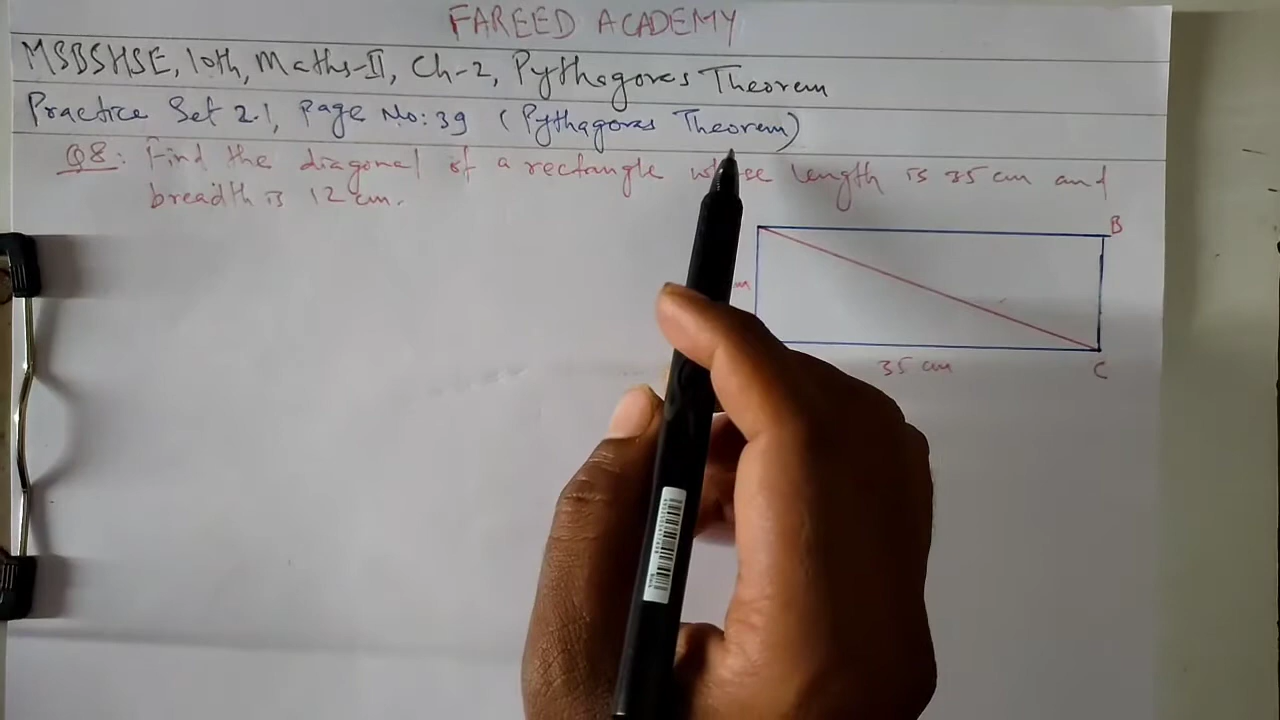 FAREED ACADEMY
MSBSHSE, 10th, Maths-II, Ch-2, Pythagoras Theorem
Practice Set 2.1, Page No: 39 (Pythagoras Theorem)
Q8: Find the diagonal of a rectangle length is 35 cm and
breadth is 12 cm.
B
35 cm
C